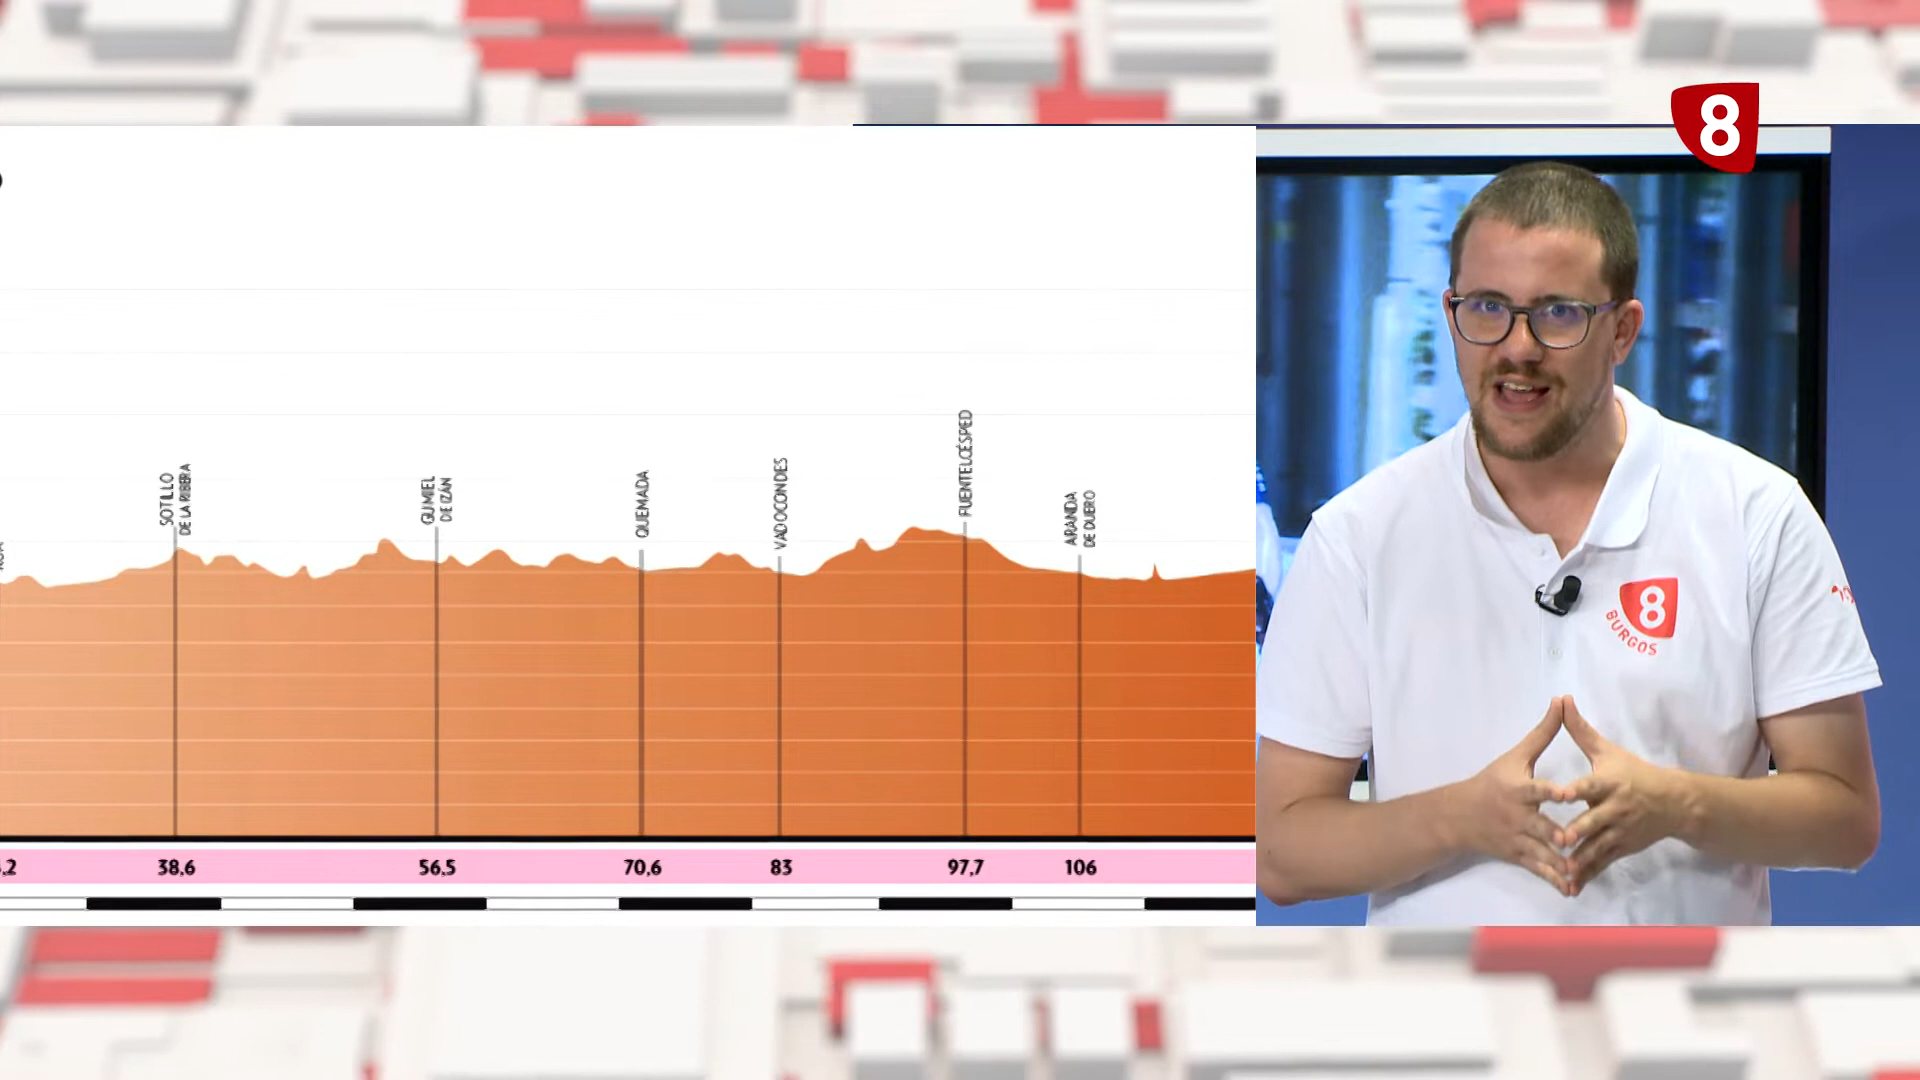 8
SOTILLO
DE LA RIBERA
GUMIEL
DE IZÁN
QUEMADA
VADOCONDES
FUENTELCÉSPED
ARANDA
DE DUERO
38,6
56,5
70,6
83
97,7
106
8
BURGOS